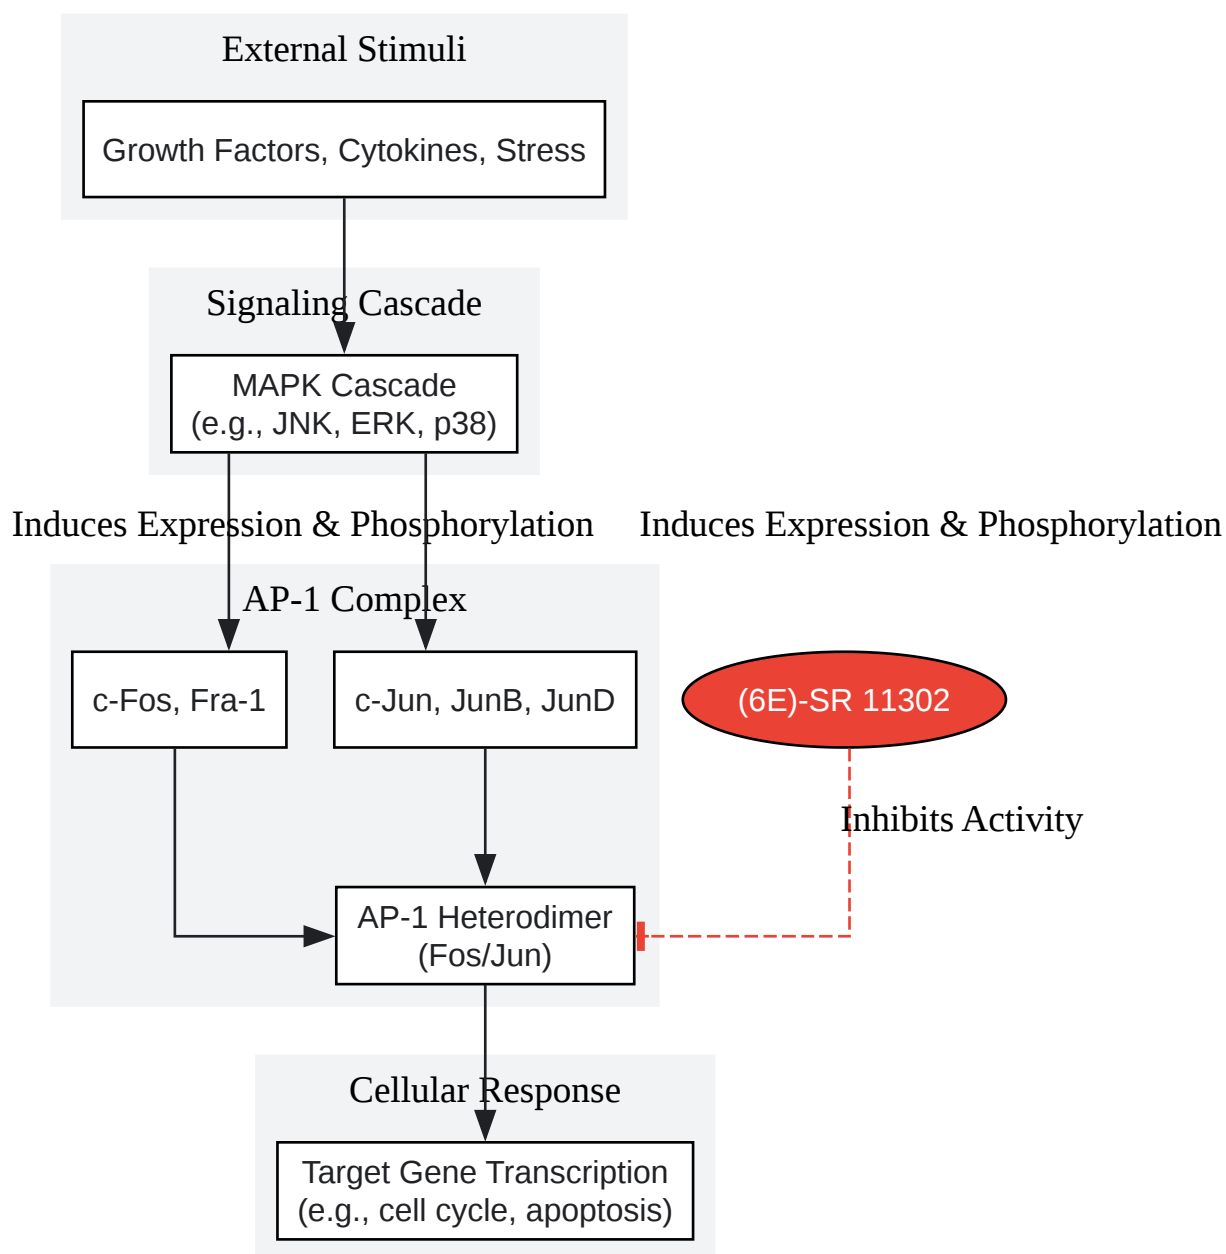 External Stimuli
Growth Factors, Cytokines, Stress
Signaling Cascade
MAPK Cascade
(e.g., JNK, ERK, p38)
Induces Expression & Phosphorylation
Induces Expression & Phosphorylation
AP-1 Complex
c-Fos, Fra-1
c-Jun, JunB, JunD
(6E)-SR 11302
Inhibits Activity
AP-1 Heterodimer
(Fos/Jun)
Cellular Response
Target Gene Transcription
(e.g., cell cycle, apoptosis)